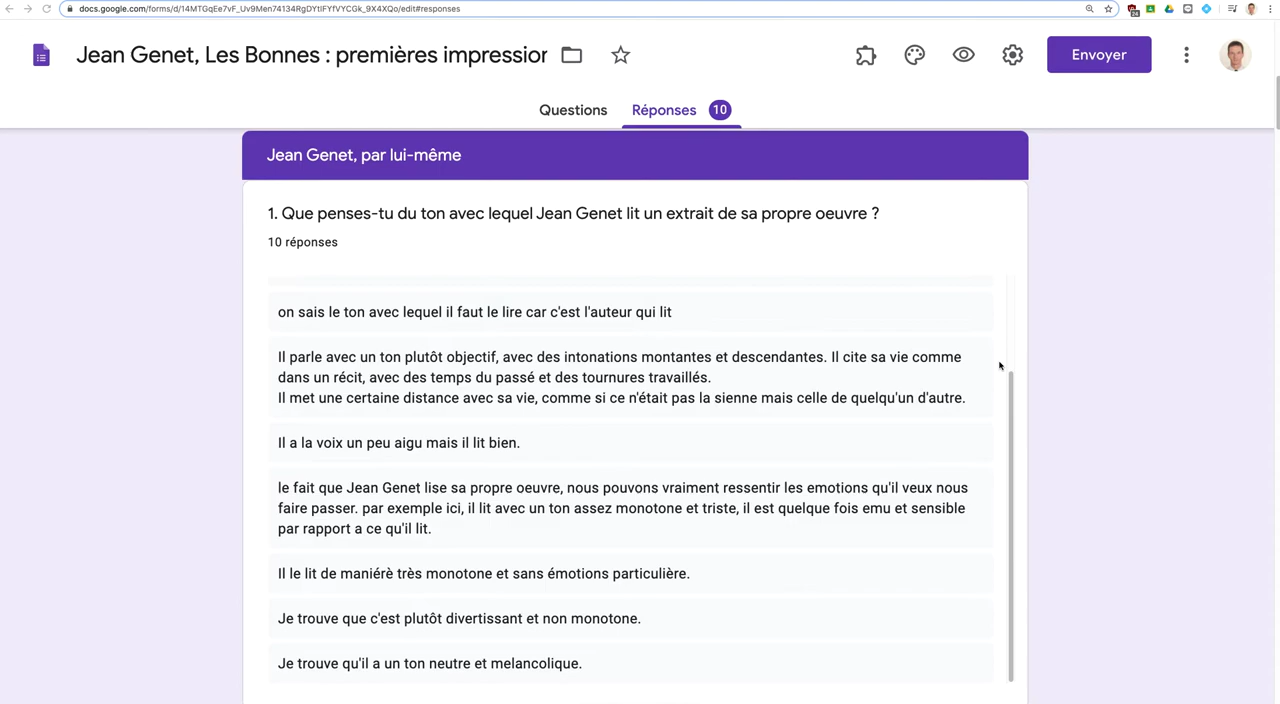 docs.google.com/forms/d/14MTGqEe7vF_Uv9Men74134RgDYtIFYfVYCGk_9X4XQo/edit#responses
24
Jean Genet, Les Bonnes : premières impression
Envoyer
Questions
Réponses 10
Jean Genet, par lui-même
1. Que penses-tu du ton avec lequel Jean Genet lit un extrait de sa propre oeuvre ?
10 réponses
on sais le ton avec lequel il faut le lire car c'est l'auteur qui lit
Il parle avec un ton plutôt objectif, avec des intonations montantes et descendantes. Il cite sa vie comme
dans un récit, avec des temps du passé et des tournures travaillés.
Il met une certaine distance avec sa vie, comme si ce n'était pas la sienne mais celle de quelqu'un d'autre.
Il a la voix un peu aigu mais il lit bien.
le fait que Jean Genet lise sa propre oeuvre, nous pouvons vraiment ressentir les emotions qu'il veux nous
faire passer. par exemple ici, il lit avec un ton assez monotone et triste, il est quelque fois emu et sensible
par rapport a ce qu'il lit.
Il le lit de maniérè très monotone et sans émotions particulière.
Je trouve que c'est plutôt divertissant et non monotone.
Je trouve qu'il a un ton neutre et melancolique.